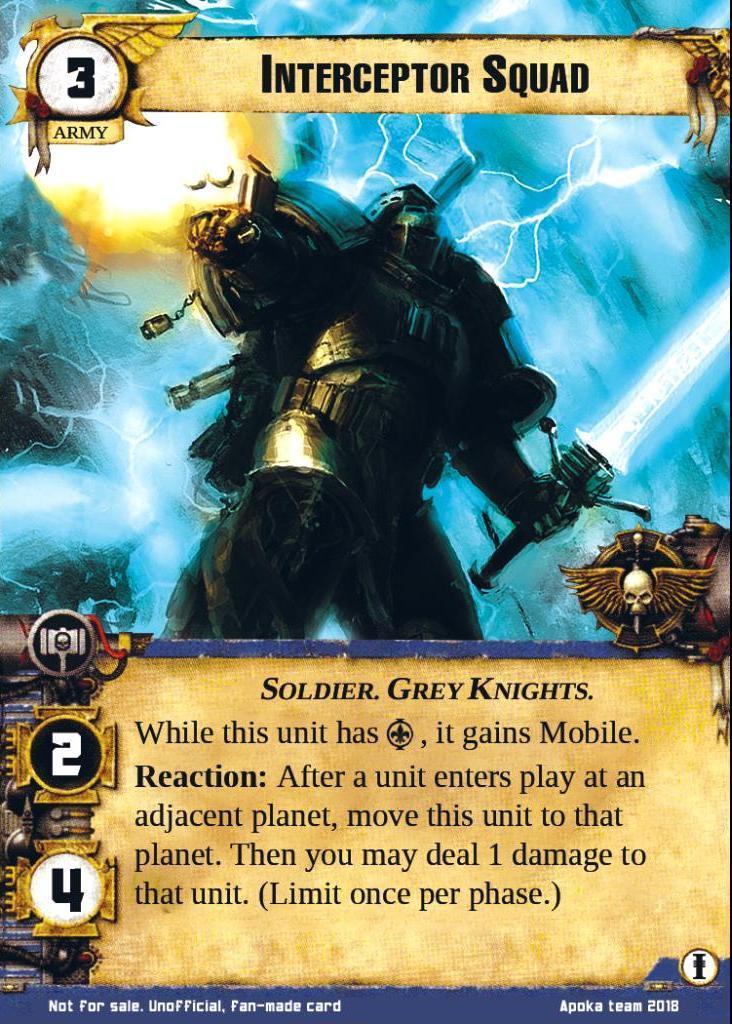 3
INTERCEPTOR SQUAD
ARMY
SOLDIER. GREY KNIGHTS.
2
While this unit has , it gains Mobile.
Reaction: After a unit enters play at an
adjacent planet, move this unit to that
planet. Then you may deal 1 damage to
4
that unit. (Limit once per phase.)
I
Not for sale. Unofficial, fan-made card
Apoka team 2018